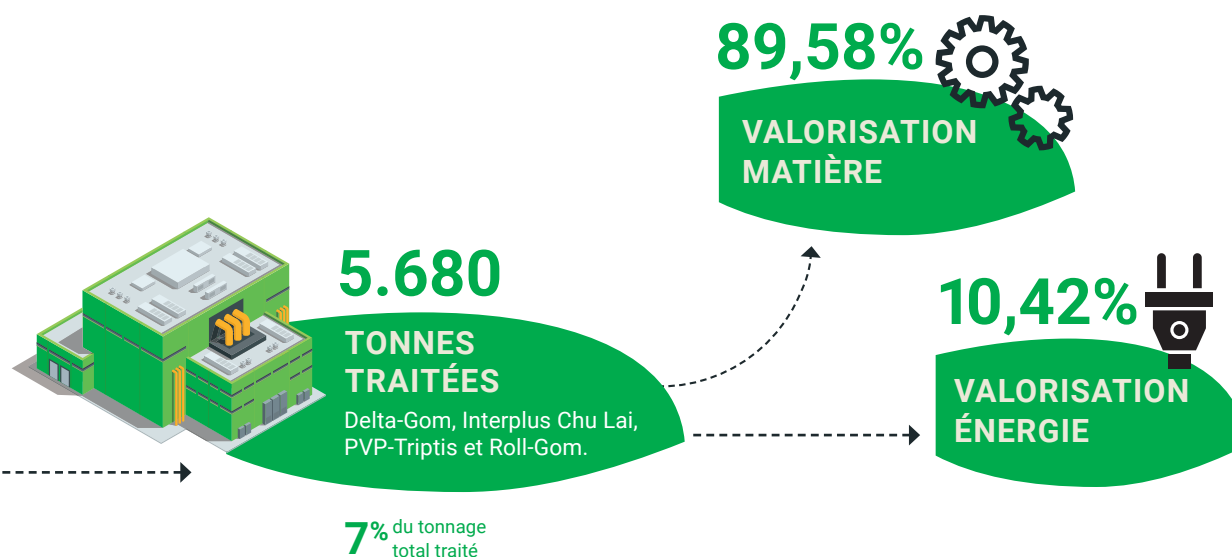 89,58%
VALORISATION
MATIÈRE
5.680
TONNES
TRAITÉES
Delta-Gom, Interplus Chu Lai,
PVP-Triptis et Roll-Gom.
10,42%
VALORISATION
ÉNERGIE
7% du tonnage
total traité